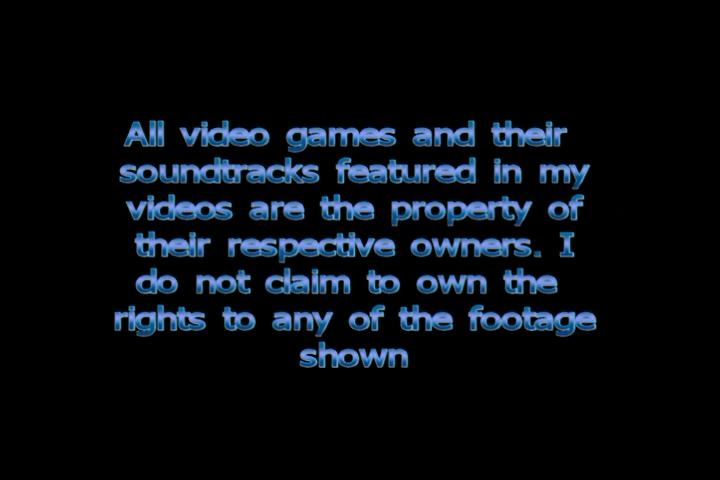 All video games and their
soundtracks featured in my
videos are the property of
their respective owners. I
do not claim to own the
rights to any of the footage
shown